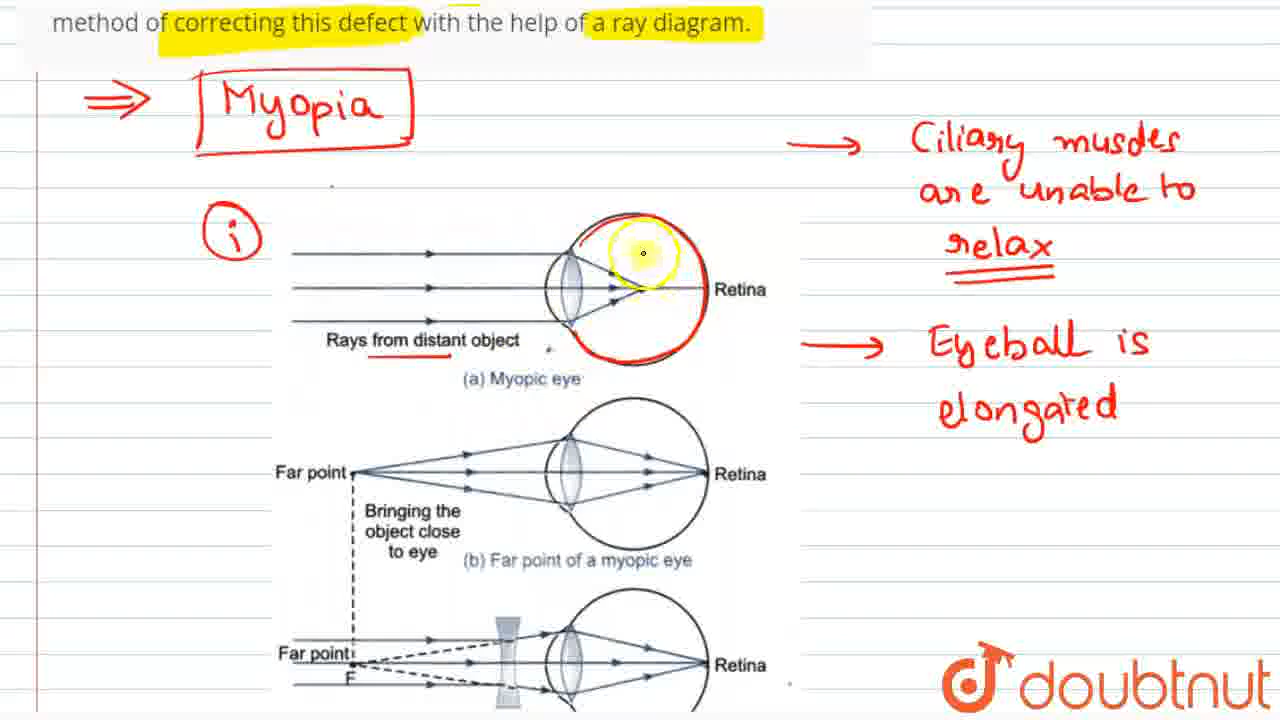 method of correcting this defect with the help of a ray diagram.
⇒ Myopia
→ Ciliary muscles
are unable to
relax
i
Retina
Rays from distant object
(a) Myopic eye
→ Eyeball is
elongated
Far point
Retina
Bringing the
object close
to eye
(b) Far point of a myopic eye
Far point
F
Retina
doubtnut